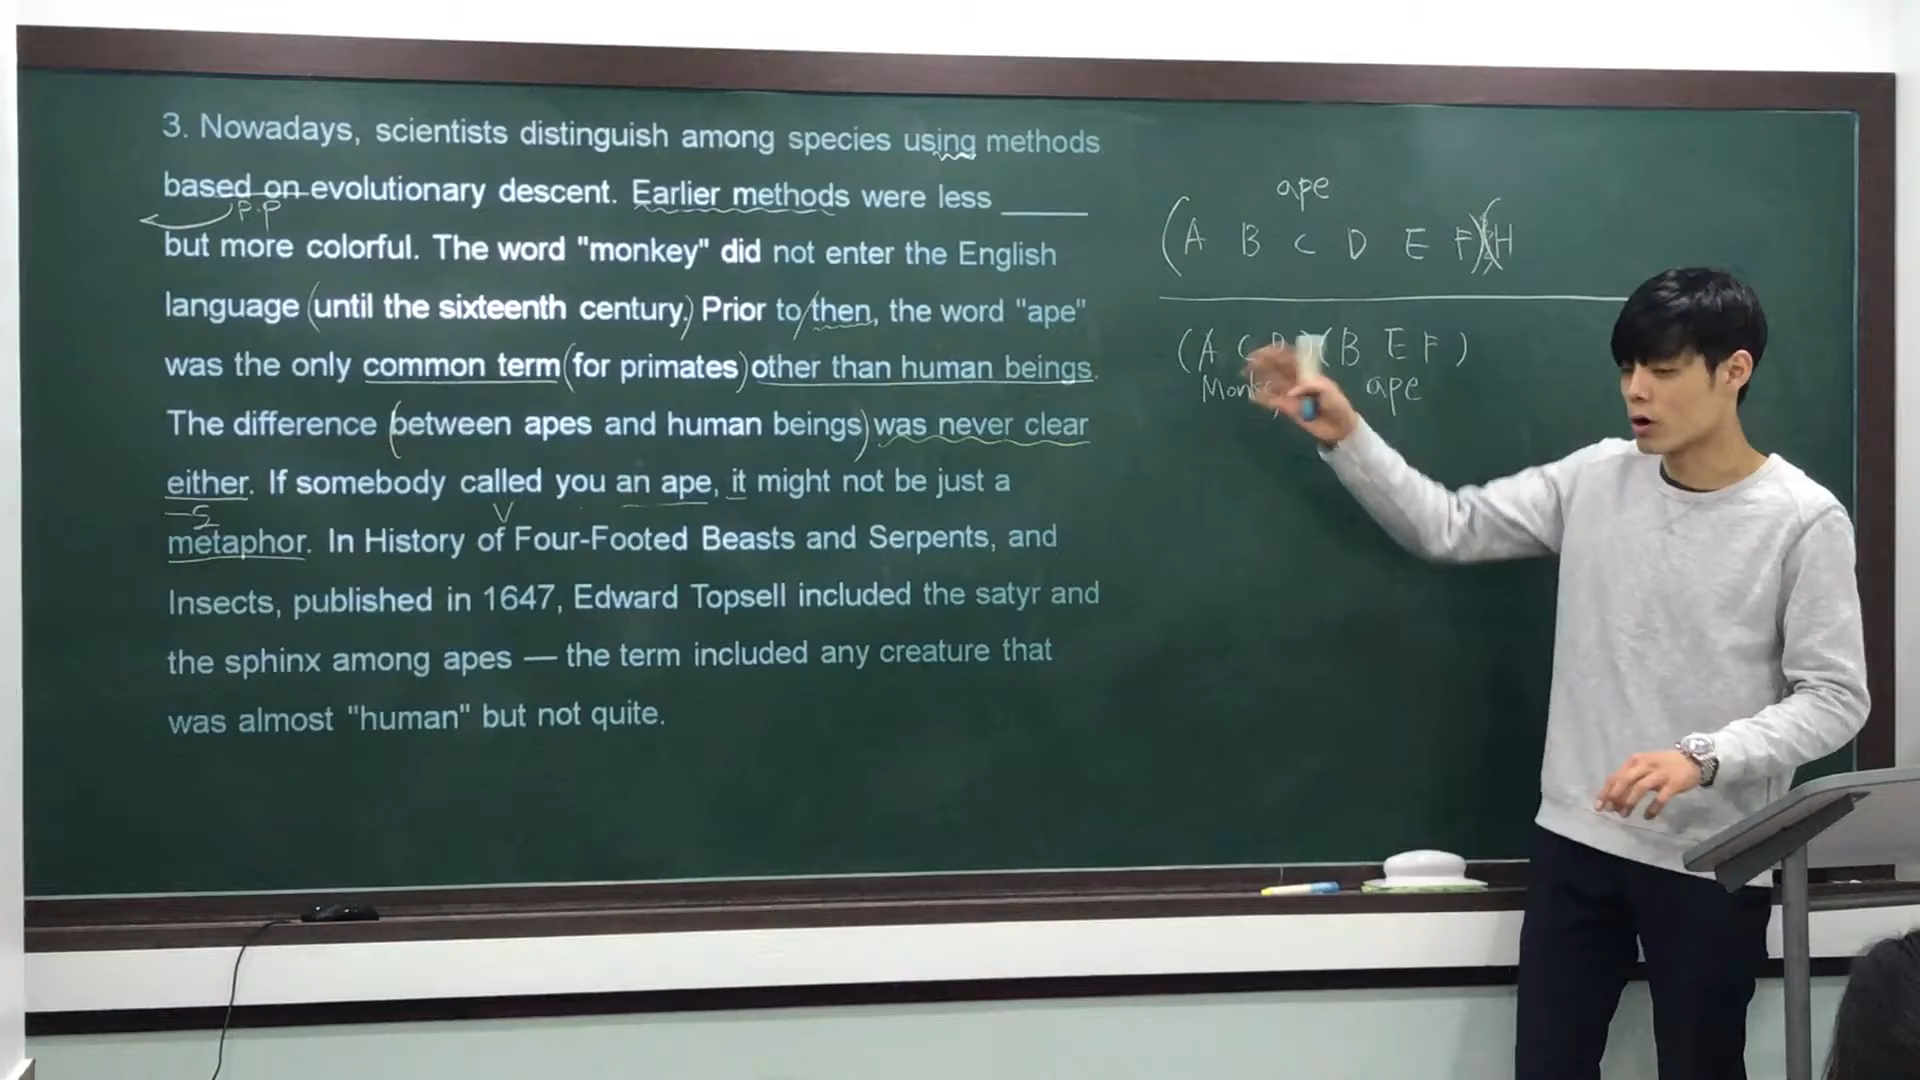 3. Nowadays, scientists distinguish among species using methods
based on evolutionary descent. Earlier methods were less ______
P.P
but more colorful. The word "monkey" did not enter the English
language (until the sixteenth century.) Prior to/then, the word "ape"
was the only common term (for primates) other than human beings.
The difference (between apes and human beings) was never clear
either. If somebody called you an ape, it might not be just a
V
metaphor. In History of Four-Footed Beasts and Serpents, and
Insects, published in 1647, Edward Topsell included the satyr and
the sphinx among apes — the term included any creature that
was almost "human" but not quite.
ape
(A B C D E F) (H
(A C) (B E F)
ape